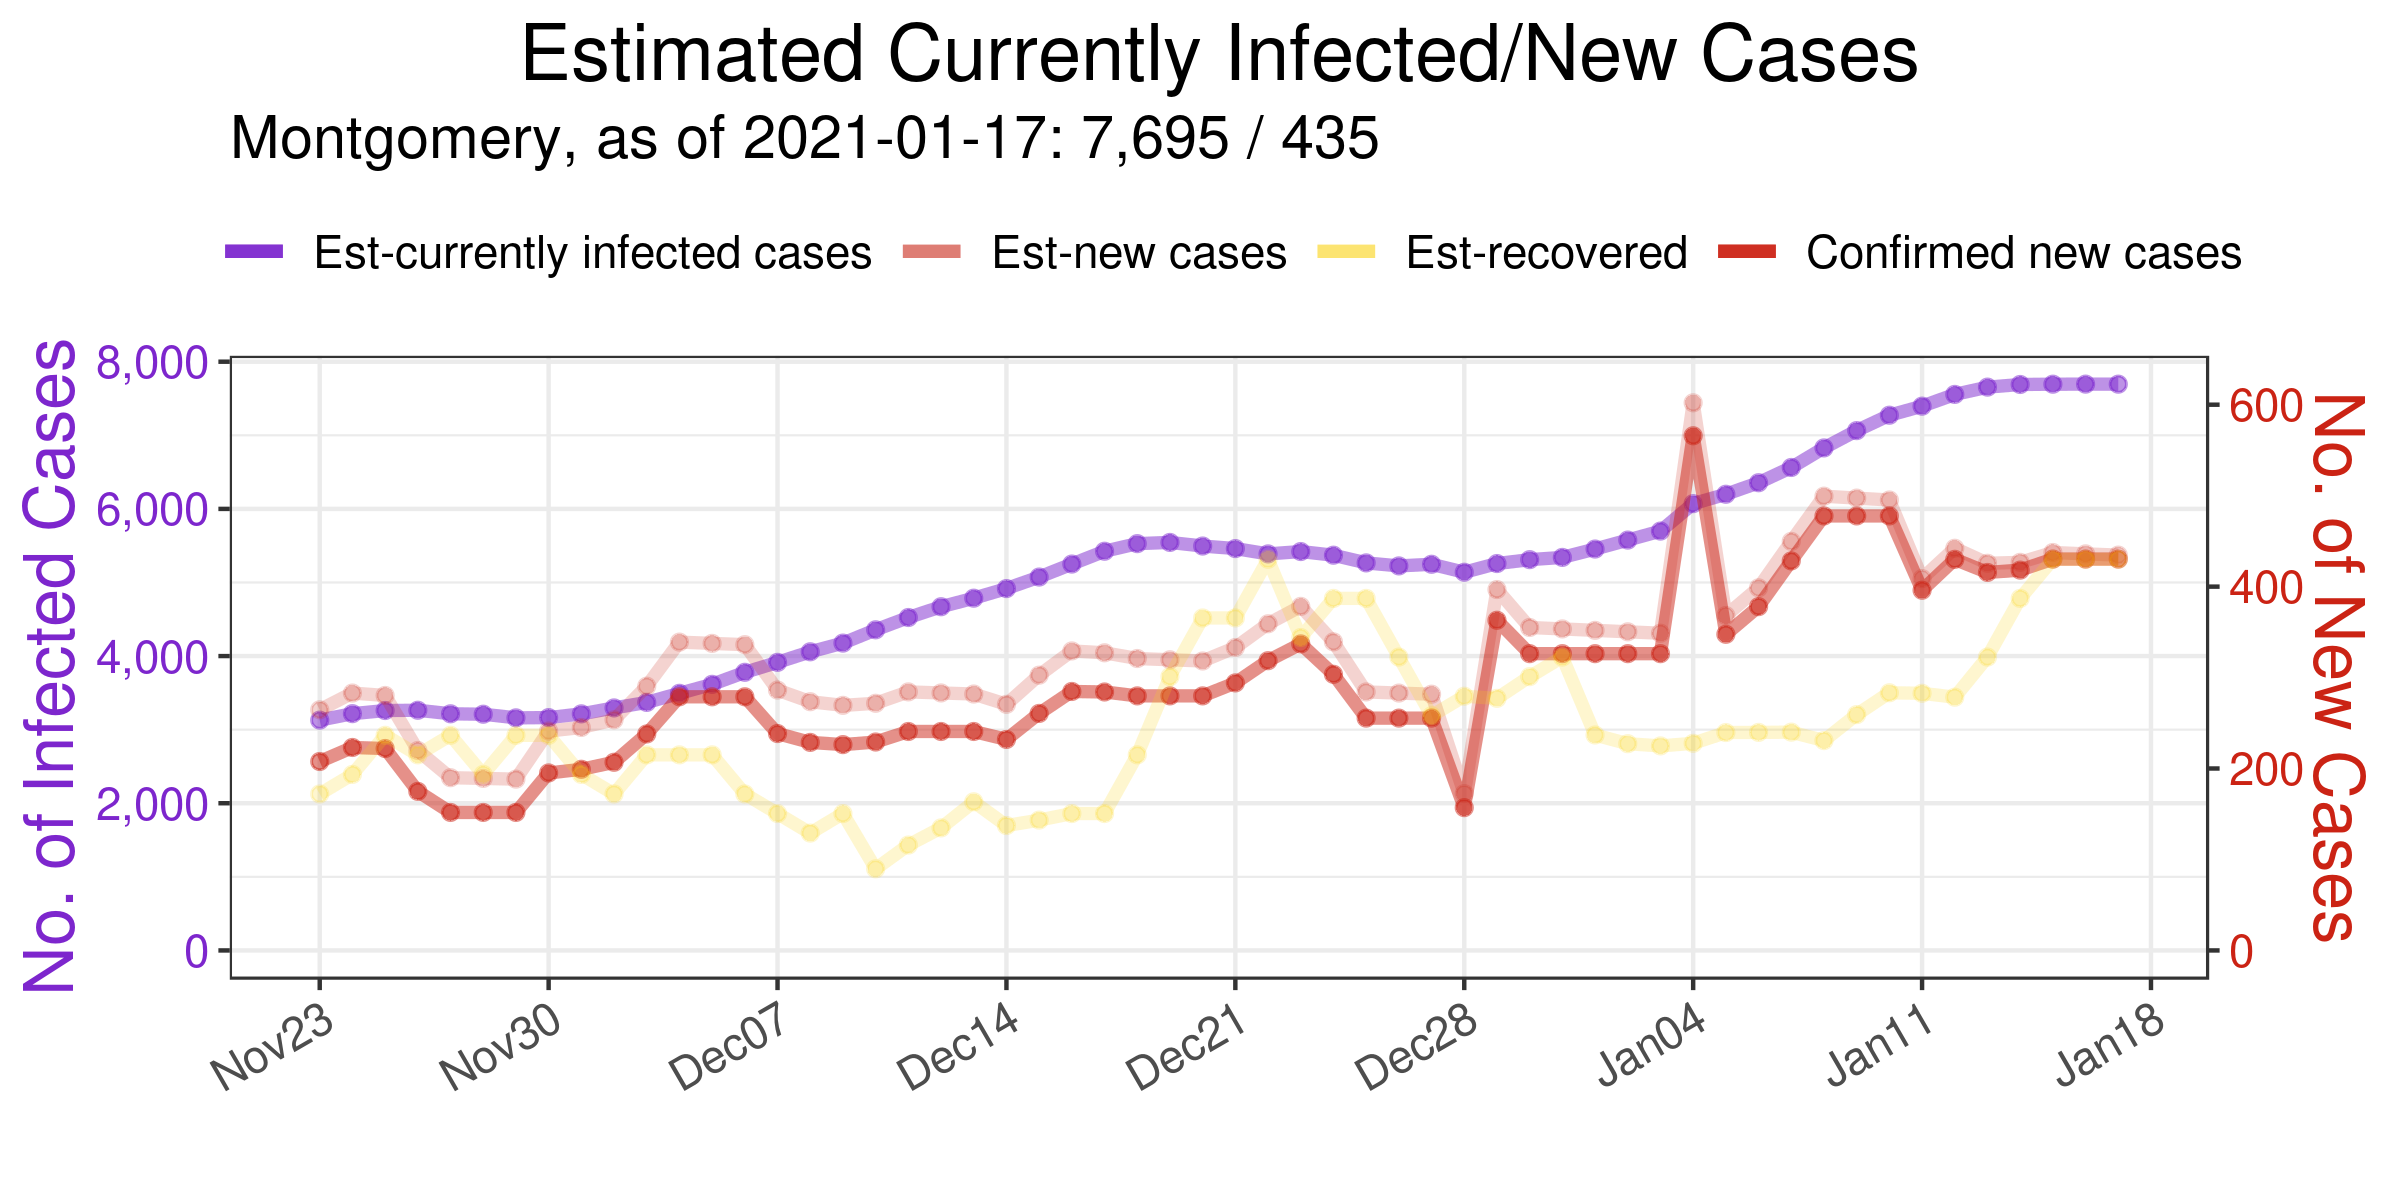 Estimated Currently Infected/New Cases
Montgomery, as of 2021-01-17: 7,695 / 435
Est-currently infected cases Est-new cases Est-recovered Confirmed new cases
No. of Infected Cases
8,000
6,000
4,000
2,000
0
600
400
200
0
No. of New Cases
Nov23 Nov30 Dec07 Dec14 Dec21 Dec28 Jan04 Jan11 Jan18